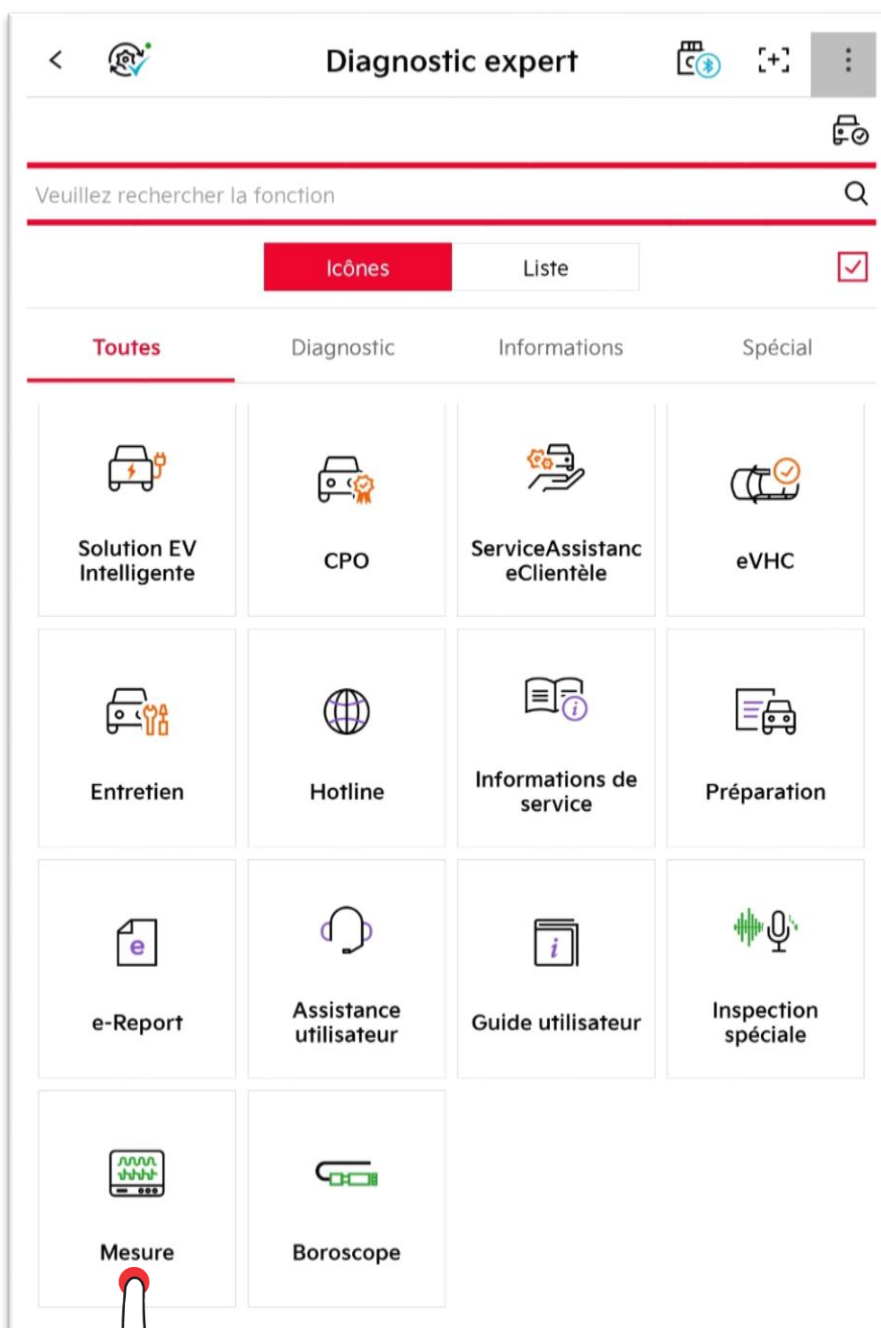 Diagnostic expert
Veuillez rechercher la fonction
Icônes
Liste
Toutes
Diagnostic
Informations
Spécial
Solution EV
Intelligente
CPO
ServiceAssistanc
eClientèle
eVHC
Entretien
Hotline
Informations de
service
Préparation
e
e-Report
Assistance
utilisateur
i
Guide utilisateur
Inspection
spéciale
Mesure
Boroscope